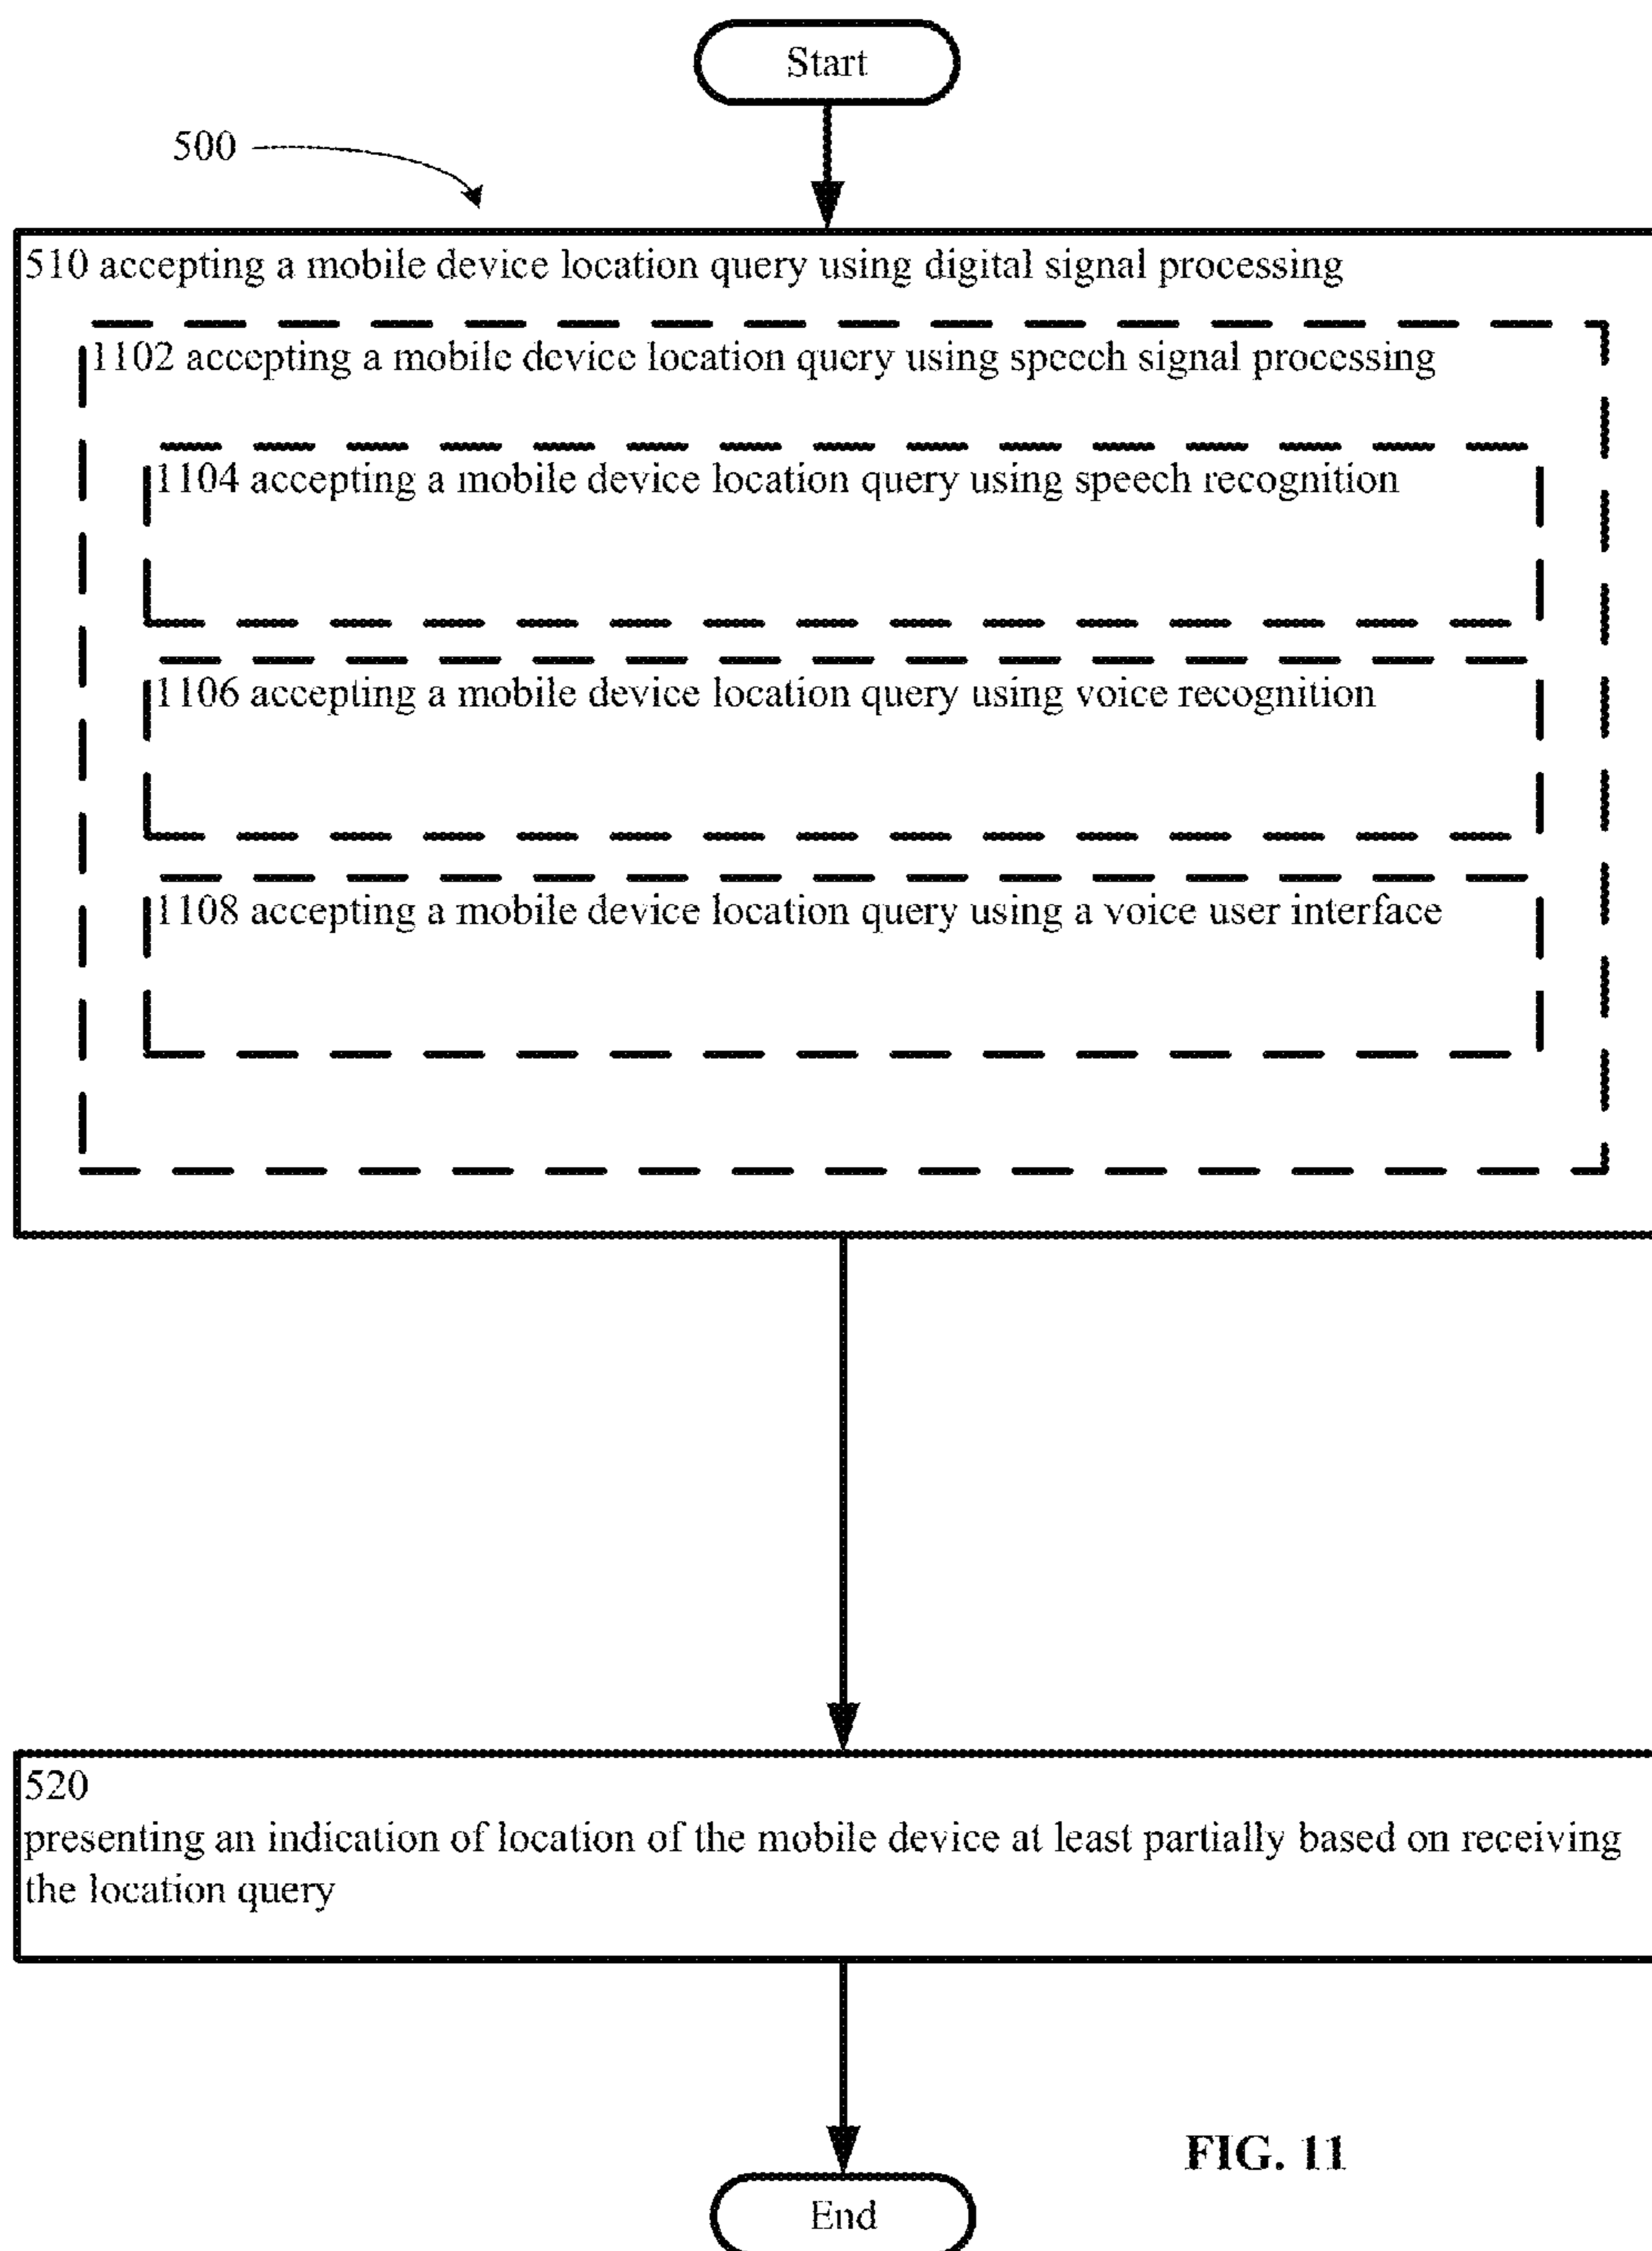 Start
500
510 accepting a mobile device location query using digital signal processing
1102 accepting a mobile device location query using speech signal processing
1104 accepting a mobile device location query using speech recognition
1106 accepting a mobile device location query using voice recognition
1108 accepting a mobile device location query using a voice user interface
520
presenting an indication of location of the mobile device at least partially based on receiving
the location query
FIG. 11
End